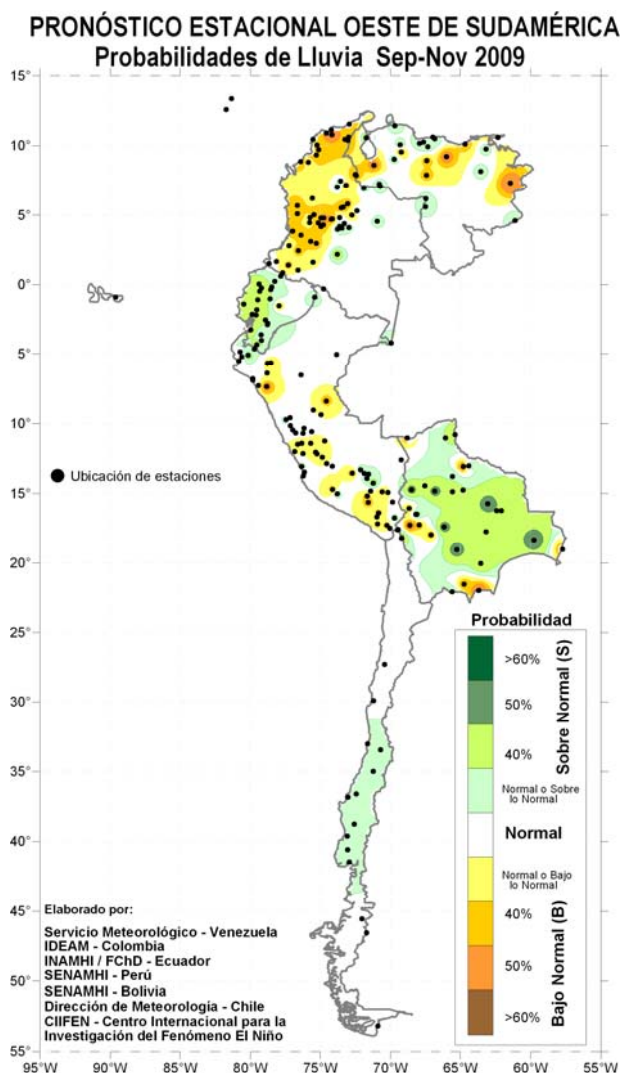 PRONÓSTICO ESTACIONAL OESTE DE SUDAMÉRICA
Probabilidades de Lluvia Sep-Nov 2009
15°
10°
5°
0°
5°
10°
Ubicación de estaciones
15°
20°
25°
30°
35°
40°
45°
50°
55°
95°W 90°W 85°W 80°W 75°W 70°W 65°W 60°W 55°W
Probabilidad
>60%
50%
40%
Normal o Sobre
lo Normal
Normal
Normal o Bajo
lo Normal
40%
50%
>60%
Sobre Normal (S)
Bajo Normal (B)
Elaborado por:
Servicio Meteorológico - Venezuela
IDEAM - Colombia
INAMHI / FChD - Ecuador
SENAMHI - Perú
SENAMHI - Bolivia
Dirección de Meteorología - Chile
CIIFEN - Centro Internacional para la
Investigación del Fenómeno El Niño